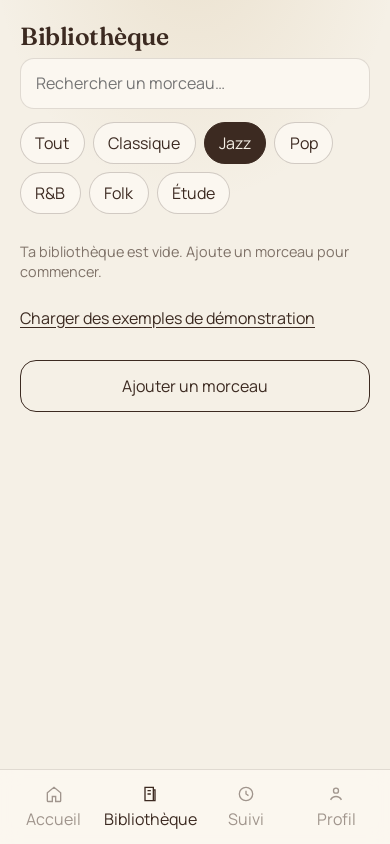 Bibliothèque
Rechercher un morceau…
Tout Classique Jazz Pop
R&B Folk Étude
Ta bibliothèque est vide. Ajoute un morceau pour
commencer.
Charger des exemples de démonstration
Ajouter un morceau
Accueil Bibliothèque Suivi Profil